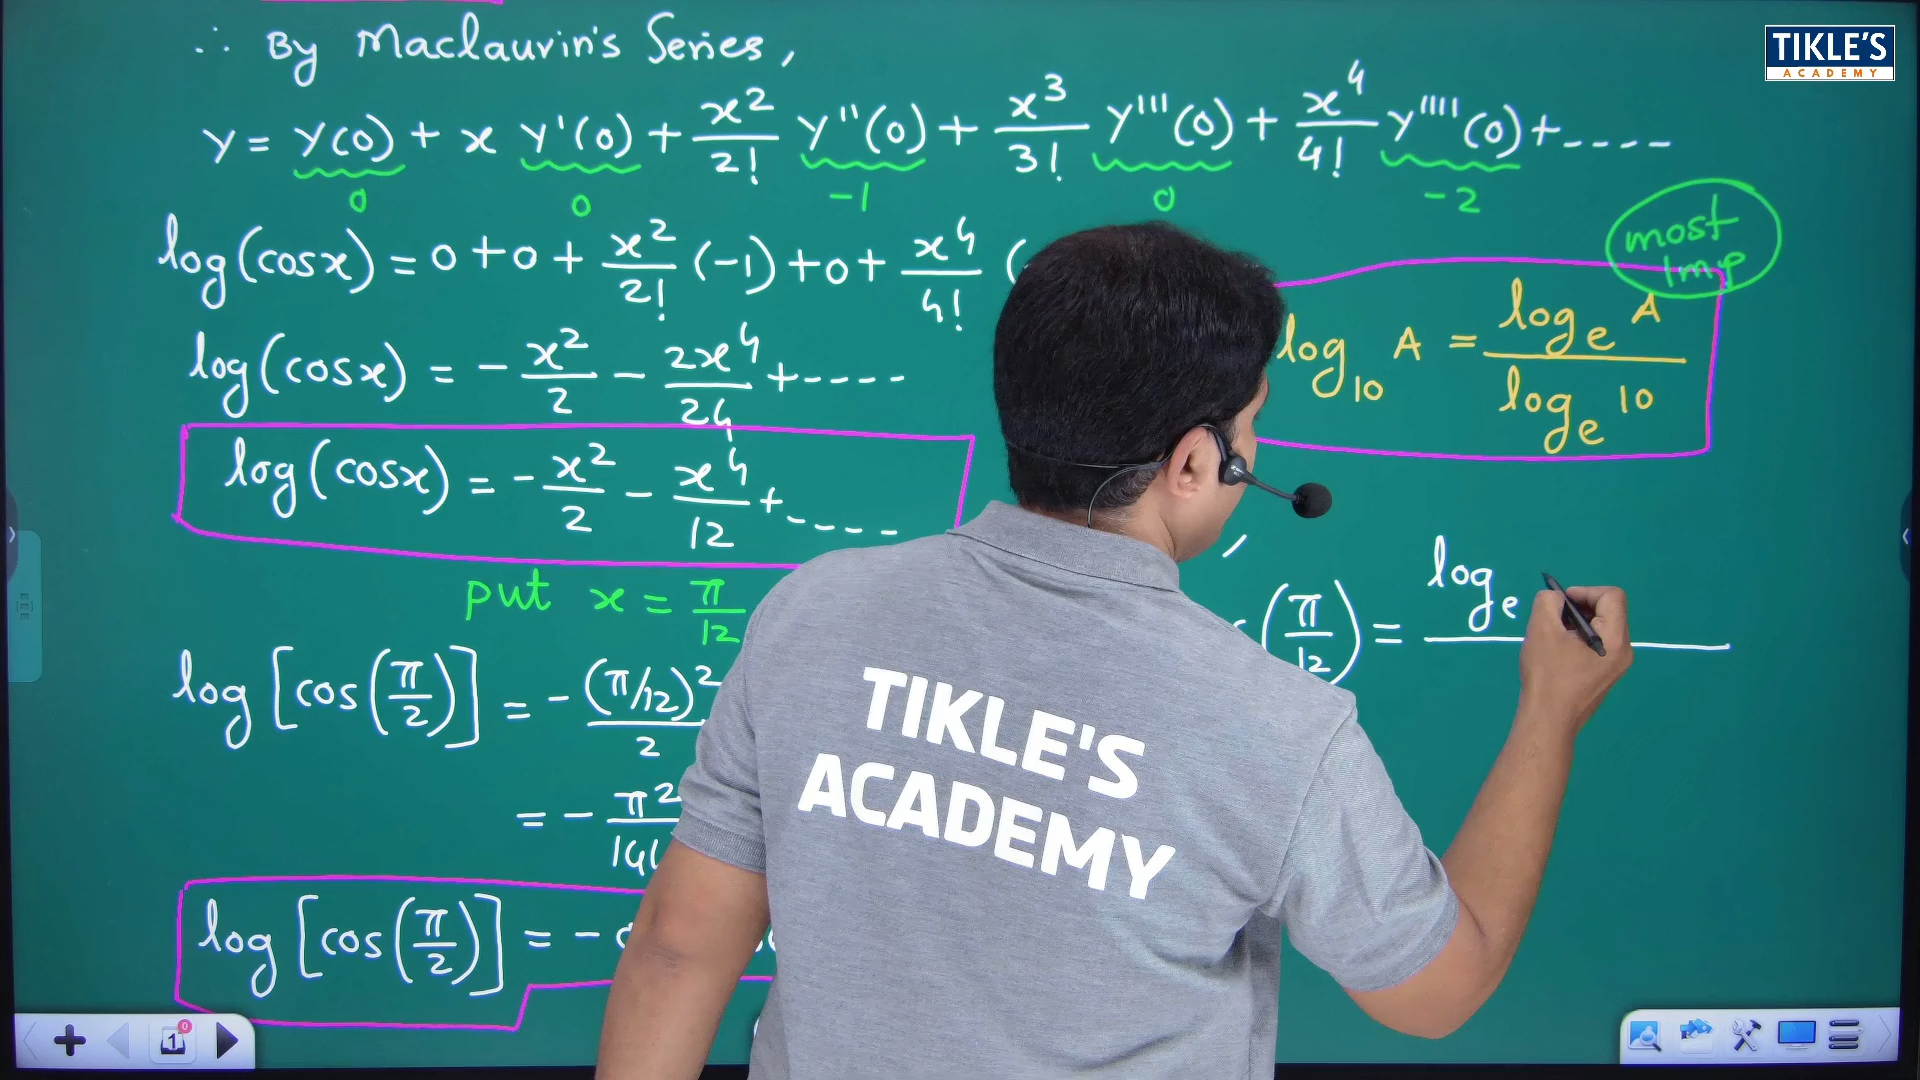 ∴ By Maclaurin's Series,
TIKLE'S
ACADEMY
y = y(0) + x y'(0) + x²/2! y''(0) + x³/3! y'''(0) + x⁴/4! y''''(0) + ----
0 0 -1 0 -2
most
Imp
log(cosx) = 0 + 0 + x²/2! (-1) + 0 + x⁴/4! (
log₁₀ A = logₑ A / logₑ 10
log(cosx) = - x²/2 - 2x⁴/24 + ----
log(cosx) = - x²/2 - x⁴/12 + ----
,
put x = π/12
(π/12) = logₑ
log [cos(π/2)] = - (π/12)²/2
TIKLE'S
ACADEMY
= - π²
log [cos(π/2)] = -
1
0